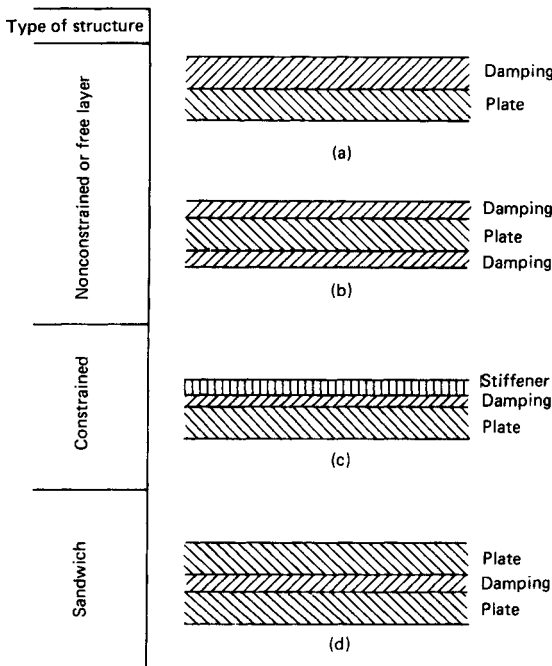 Type of structure
Nonconstrained or free layer
Damping
Plate
(a)
Damping
Plate
Damping
(b)
Constrained
Stiffener
Damping
Plate
(c)
Sandwich
Plate
Damping
Plate
(d)